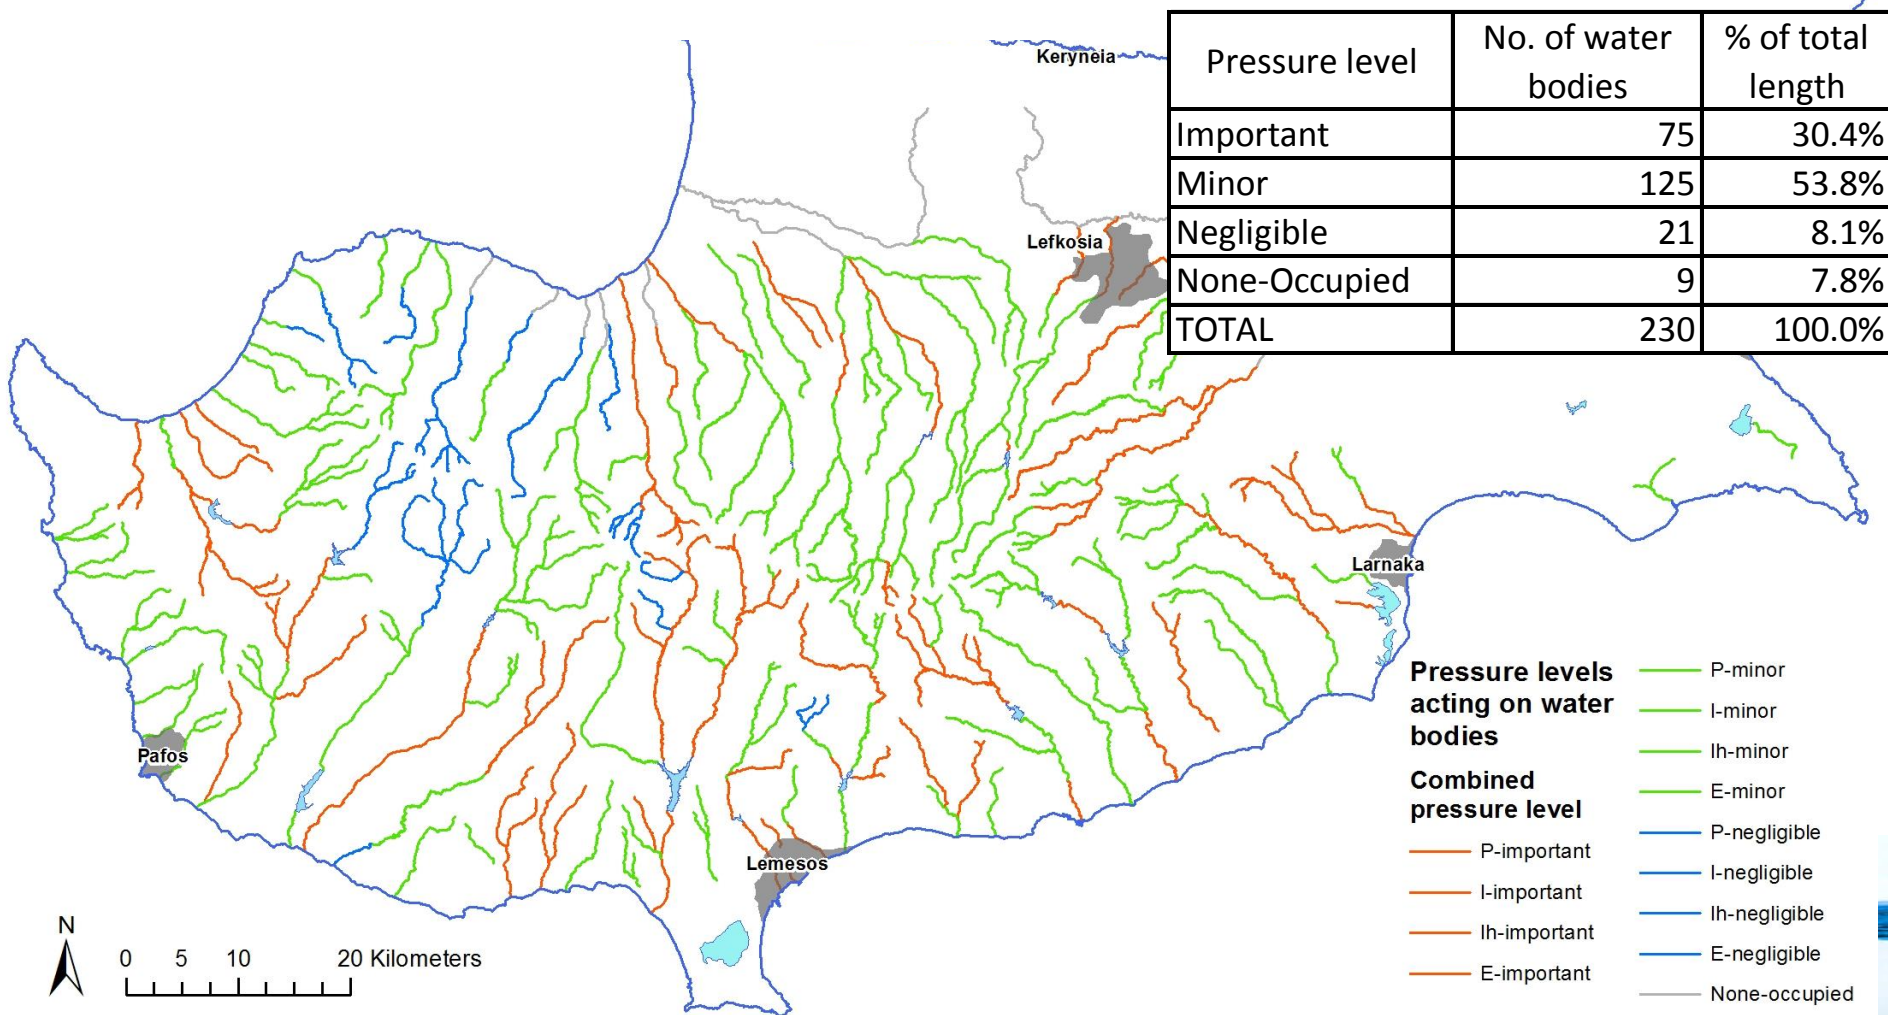 Keryneia
Pressure level
No. of water
bodies
% of total
length
Important 75 30.4%
Minor 125 53.8%
Negligible 21 8.1%
None-Occupied 9 7.8%
TOTAL 230 100.0%
Lefkosia
Larnaka
Pafos
Lemesos
Pressure levels
acting on water
bodies
Combined
pressure level
P-important
I-important
Ih-important
E-important
P-minor
I-minor
Ih-minor
E-minor
P-negligible
I-negligible
Ih-negligible
E-negligible
None-occupied
N
0 5 10 20 Kilometers